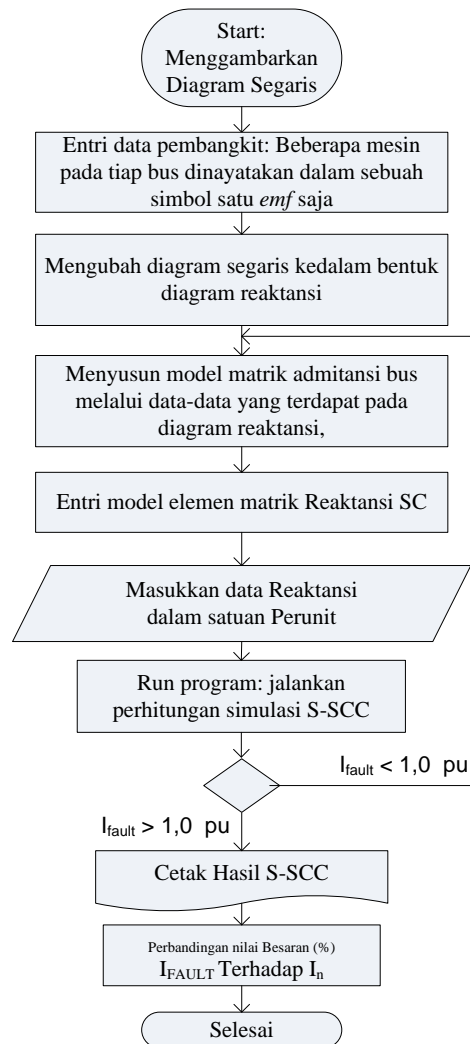 Start:
Menggambarkan
Diagram Segaris
Entri data pembangkit: Beberapa mesin
pada tiap bus dinayatakan dalam sebuah
simbol satu emf saja
Mengubah diagram segaris kedalam bentuk
diagram reaktansi
Menyusun model matrik admitansi bus
melalui data-data yang terdapat pada
diagram reaktansi,
Entri model elemen matrik Reaktansi SC
Masukkan data Reaktansi
dalam satuan Perunit
Run program: jalankan
perhitungan simulasi S-SCC
Ifault < 1,0 pu
Ifault > 1,0 pu
Cetak Hasil S-SCC
Perbandingan nilai Besaran (%)
IFAULT Terhadap In
Selesai